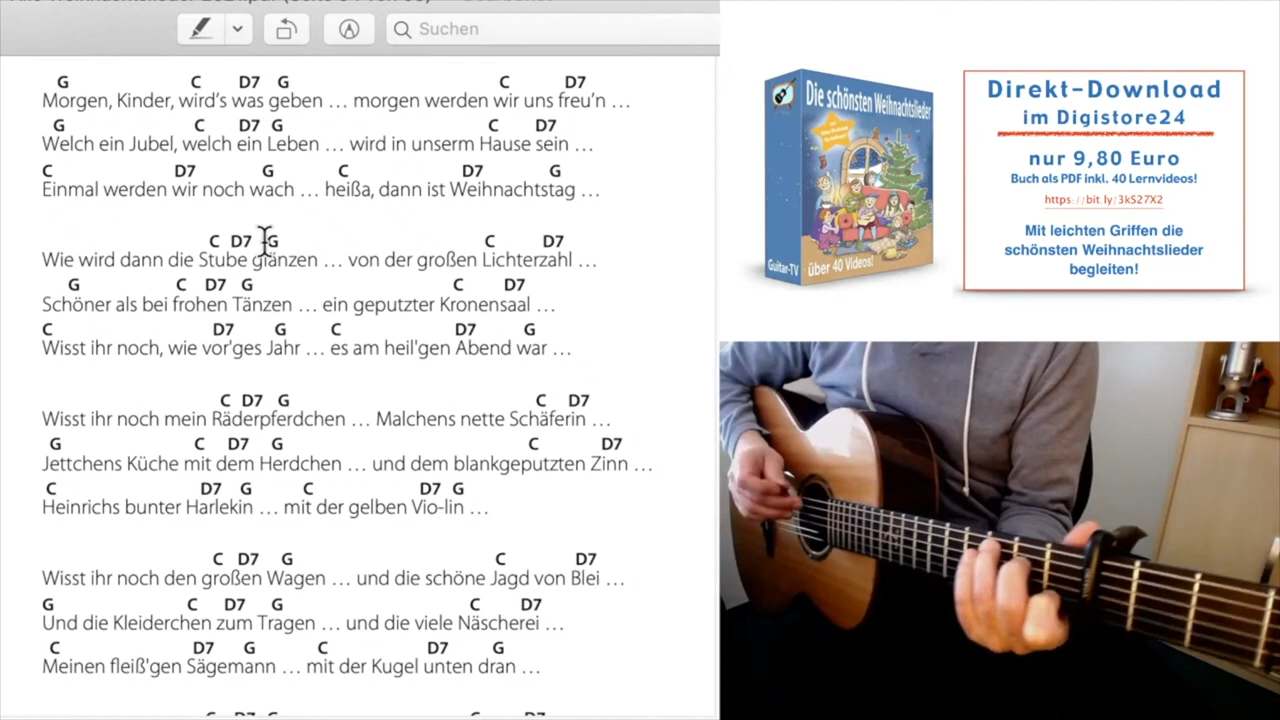 Suchen
G C D7 G C D7
Morgen, Kinder, wird's was geben … morgen werden wir uns freu'n …
G C D7 G C D7
Welch ein Jubel, welch ein Leben … wird in unserm Hause sein …
C D7 G C D7 G
Einmal werden wir noch wach … heißa, dann ist Weihnachtstag …
C D7 G C D7
Wie wird dann die Stube glänzen … von der großen Lichterzahl …
G C D7 G C D7
Schöner als bei frohen Tänzen … ein geputzter Kronensaal …
C D7 G C D7 G
Wisst ihr noch, wie vor'ges Jahr … es am heil'gen Abend war …
C D7 G C D7
Wisst ihr noch mein Räderpferdchen … Malchens nette Schäferin …
G C D7 G C D7
Jettchens Küche mit dem Herdchen … und dem blankgeputzten Zinn …
C D7 G C D7 G
Heinrichs bunter Harlekin … mit der gelben Vio-lin …
C D7 G C D7
Wisst ihr noch den großen Wagen … und die schöne Jagd von Blei …
G C D7 G C D7
Und die Kleiderchen zum Tragen … und die viele Näscherei …
C D7 G C D7 G
Meinen fleiß'gen Sägemann … mit der Kugel unten dran …
Die schönsten Weihnachtslieder
Guitar-TV
über 40 Videos!
Direkt-Download
im Digistore24
nur 9,80 Euro
Buch als PDF inkl. 40 Lernvideos!
https://bit.ly/3kS27X2
Mit leichten Griffen die
schönsten Weihnachtslieder
begleiten!